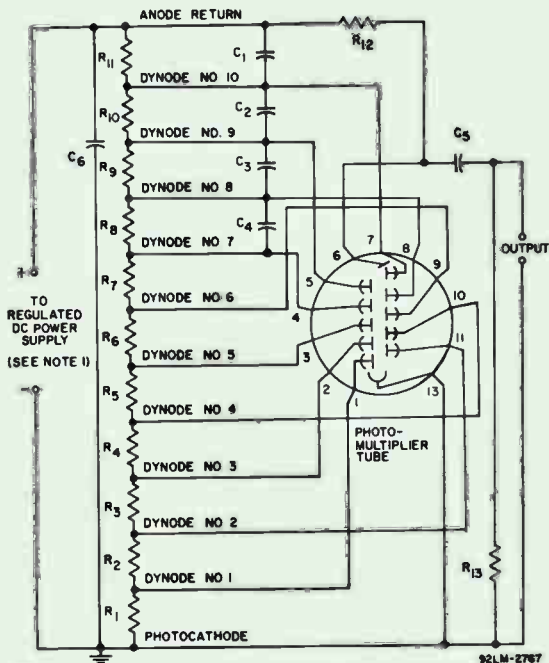 ANODE RETURN
R12
R11
C1
DYNODE NO 10
R10
C2
DYNODE NO. 9
C5
C6
R9
C3
DYNODE NO 8
R8
C4
DYNODE NO 7
6
7
8
OUTPUT
R7
5
9
TO
REGULATED
DC POWER
SUPPLY
(SEE NOTE 1)
DYNODE NO 6
4
10
R6
3
11
DYNODE NO 5
2
13
R5
1
DYNODE NO 4
PHOTO-
MULTIPLIER
TUBE
R4
DYNODE NO 3
R3
DYNODE NO 2
R2
R13
DYNODE NO 1
R1
PHOTOCATHODE
92LM-2767